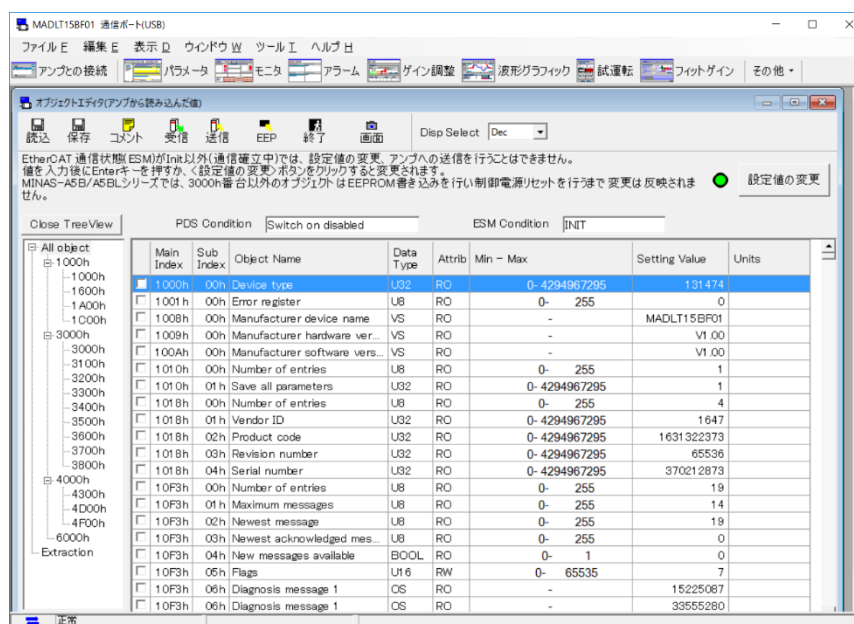 MADLT15BF01 通信ポート(USB)
ファイル F 編集 E 表示 D ウィンドウ W ツール T ヘルプ H
アンプとの接続 パラメータ モニタ アラーム ゲイン調整 波形グラフィック 試運転 フィットゲイン その他
オブジェクトエディタ(アンプから読み込んだ値)
読込 保存 コメント 受信 送信 EEP 終了 画面 Disp Select Dec
EtherCAT 通信状態(ESM)がInit以外(通信確立中)では、設定値の変更、アンプへの送信を行うことはできません。
値を入力後にEnterキーを押すか、<設定値の変更>ボタンをクリックすると変更されます。
MINAS-A5B/A5BLシリーズでは、3000h番台以外のオブジェクトはEEPROM書き込みを行い制御電源リセットを行うまで変更は反映されません。
設定値の変更
Close TreeView PDS Condition Switch on disabled ESM Condition INIT
All object
1000h
1000h
1600h
1A00h
1C00h
3000h
3000h
3100h
3200h
3300h
3400h
3500h
3600h
3700h
3800h
4000h
4300h
4D00h
4F00h
6000h
Extraction
Main Index Sub Index Object Name Data Type Attrib Min - Max Setting Value Units
1000h 00h Device type U32 RO 0- 4294967295 131474
1001h 00h Error register U8 RO 0- 255 0
1008h 00h Manufacturer device name VS RO - MADLT15BF01
1009h 00h Manufacturer hardware ver... VS RO - V1.00
100Ah 00h Manufacturer software vers... VS RO - V1.00
1010h 00h Number of entries U8 RO 0- 255 1
1010h 01h Save all parameters U32 RO 0- 4294967295 1
1018h 00h Number of entries U8 RO 0- 255 4
1018h 01h Vendor ID U32 RO 0- 4294967295 1647
1018h 02h Product code U32 RO 0- 4294967295 1631322373
1018h 03h Revision number U32 RO 0- 4294967295 65536
1018h 04h Serial number U32 RO 0- 4294967295 370212873
10F3h 00h Number of entries U8 RO 0- 255 19
10F3h 01h Maximum messages U8 RO 0- 255 14
10F3h 02h Newest message U8 RO 0- 255 19
10F3h 03h Newest acknowledged mes... U8 RO 0- 255 0
10F3h 04h New messages available BOOL RO 0- 1 0
10F3h 05h Flags U16 RW 0- 65535 7
10F3h 06h Diagnosis message 1 OS RO - 15225087
10F3h 06h Diagnosis message 1 OS RO - 33555280
正常